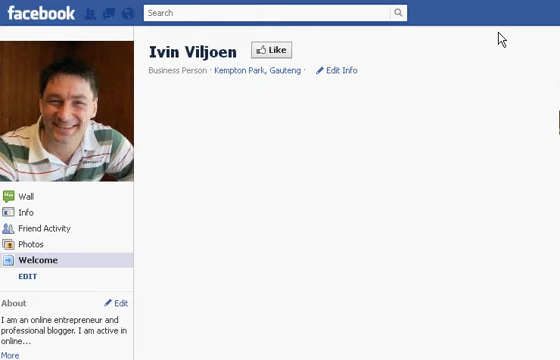 facebook
Search
Ivin Viljoen
Like
Business Person · Kempton Park, Gauteng · Edit Info
Wall
Info
Friend Activity
Photos
Welcome
EDIT
About
Edit
I am an online entrepreneur and
professional blogger. I am active in
online...
More